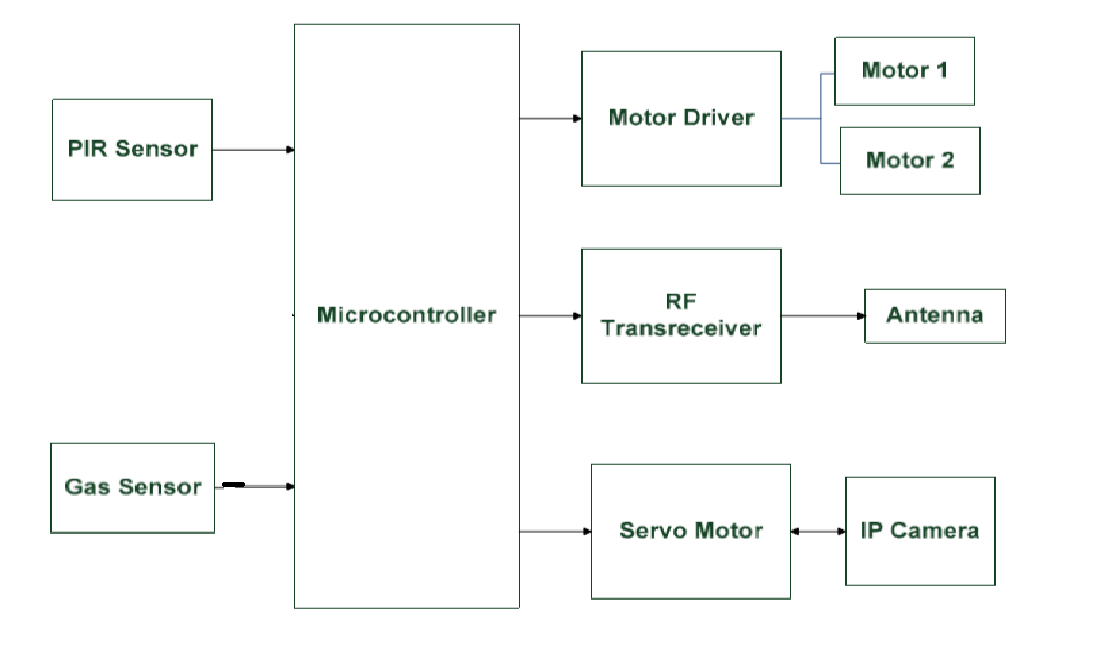 Motor 1
Motor Driver
PIR Sensor
Motor 2
RF
Transreceiver
Microcontroller
Antenna
Gas Sensor
Servo Motor
IP Camera